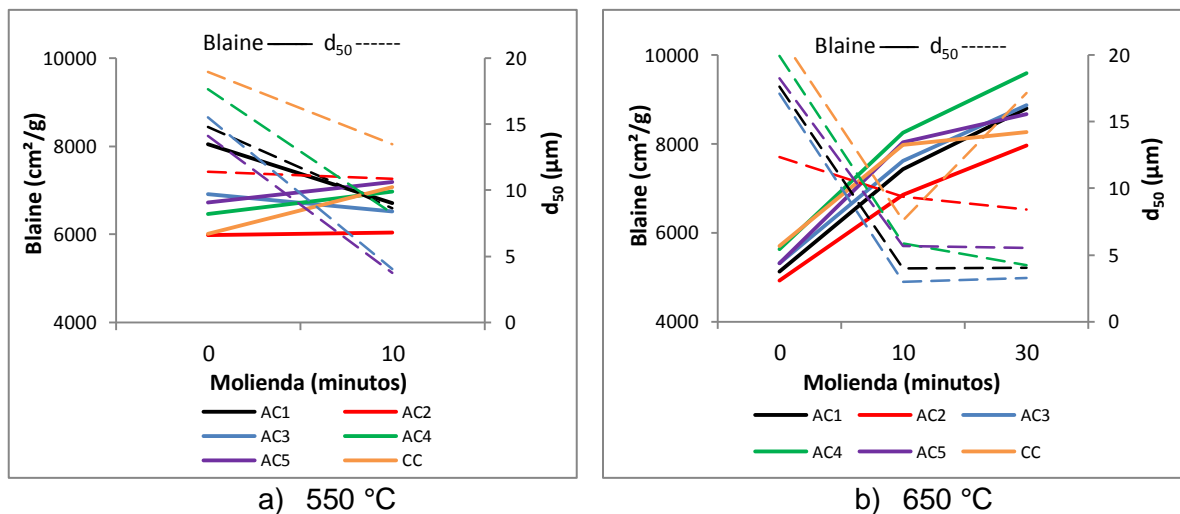 Blaine d₅₀
10000
8000
6000
4000
20
15
10
5
0
Blaine (cm²/g)
d₅₀ (µm)
0 10
Molienda (minutos)
AC1 AC2
AC3 AC4
AC5 CC
a) 550 °C
Blaine d₅₀
10000
8000
6000
4000
20
15
10
5
0
Blaine (cm²/g)
d₅₀ (µm)
0 10 30
Molienda (minutos)
AC1 AC2 AC3
AC4 AC5 CC
b) 650 °C